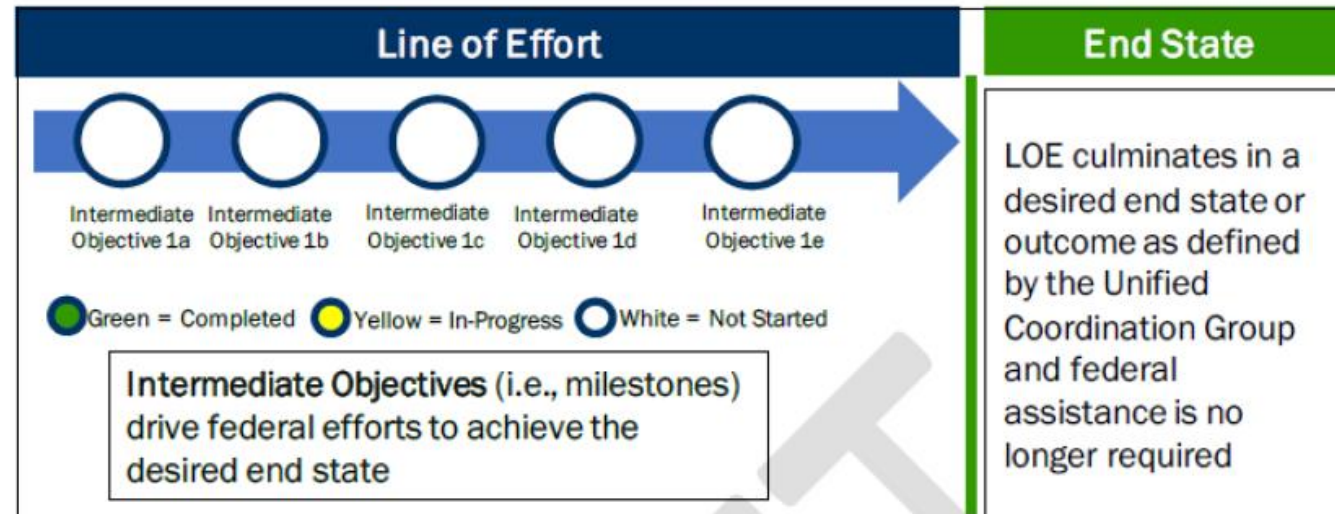 Line of Effort
End State
Intermediate Objective 1a
Intermediate Objective 1b
Intermediate Objective 1c
Intermediate Objective 1d
Intermediate Objective 1e
Green = Completed
Yellow = In-Progress
White = Not Started
Intermediate Objectives (i.e., milestones)
drive federal efforts to achieve the
desired end state
LOE culminates in a
desired end state or
outcome as defined
by the Unified
Coordination Group
and federal
assistance is no
longer required